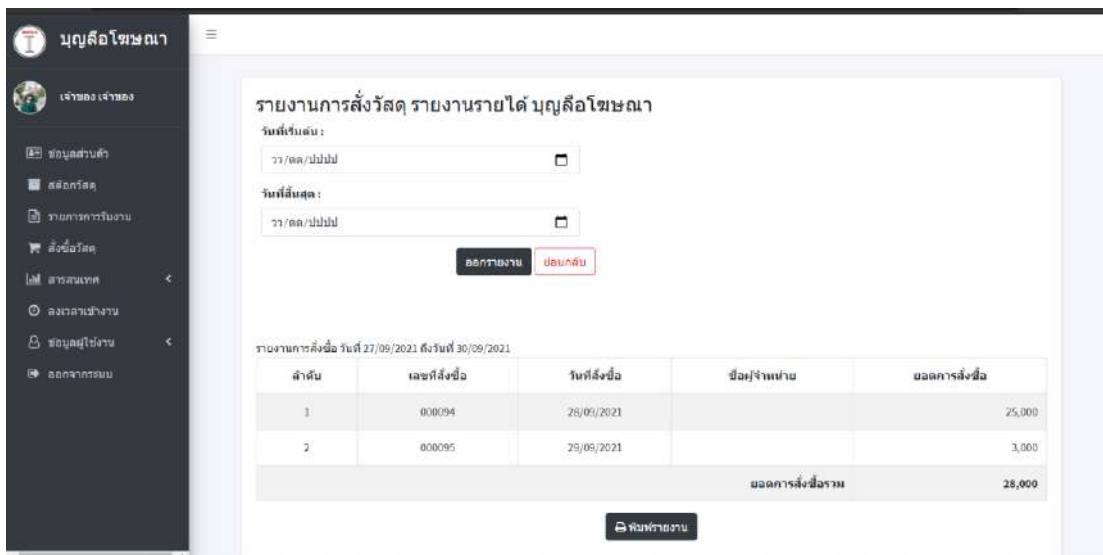 บุญลือโฆษณา
เจ้าของ เจ้าของ
ข้อมูลส่วนตัว
สต๊อกวัสดุ
รายการการรับงาน
สั่งซื้อวัสดุ
สารสนเทศ
ลงเวลาเข้างาน
ข้อมูลผู้ใช้งาน
ออกจากระบบ
รายงานการสั่งวัสดุ รายงานรายได้ บุญลือโฆษณา
วันที่เริ่มต้น :
วว/ดด/ปปปป
วันที่สิ้นสุด :
วว/ดด/ปปปป
ออกรายงาน ย้อนกลับ
รายงานการสั่งซื้อ วันที่ 27/09/2021 ถึงวันที่ 30/09/2021
ลำดับ เลขที่สั่งซื้อ วันที่สั่งซื้อ ชื่อผู้จำหน่าย ยอดการสั่งซื้อ
1 000094 28/09/2021 25,000
2 000095 29/09/2021 3,000
ยอดการสั่งซื้อรวม 28,000
พิมพ์รายงาน